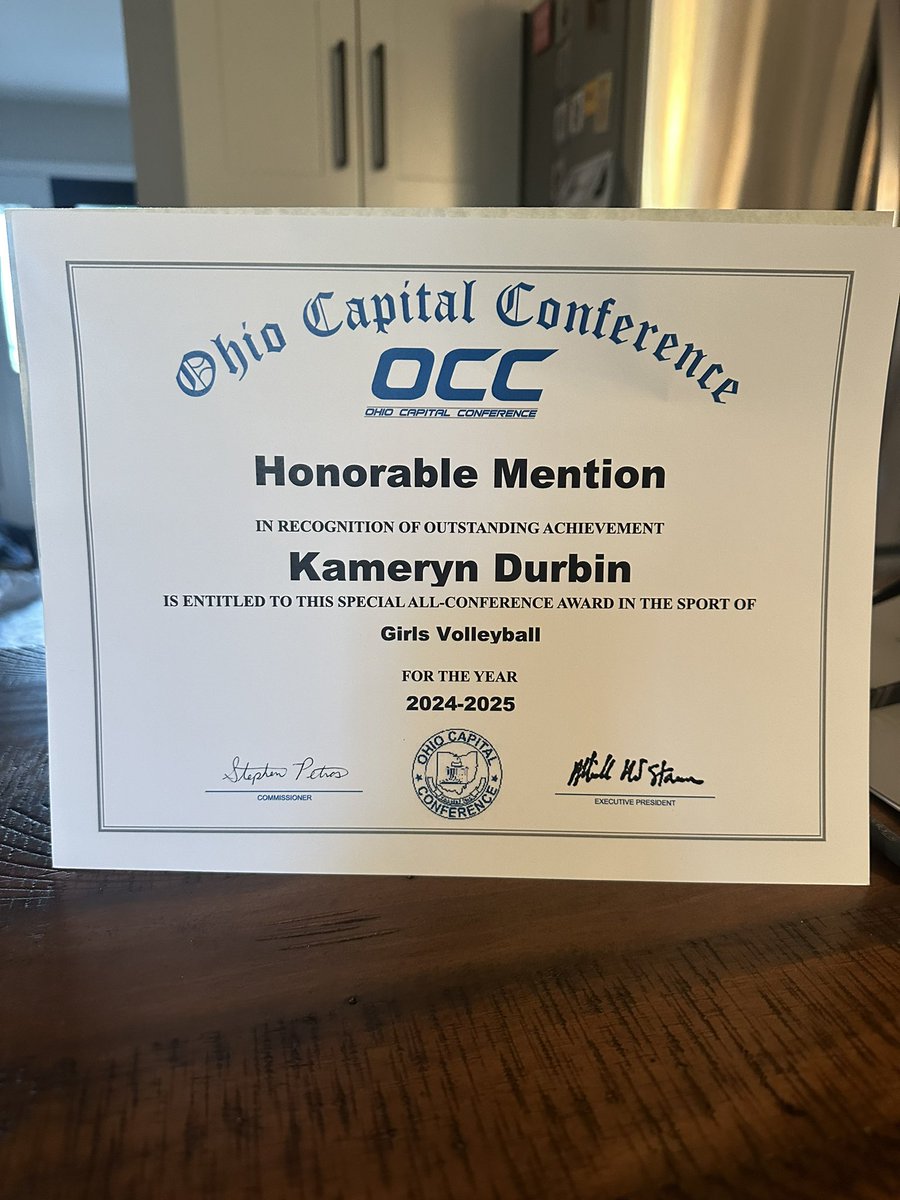 Ohio Capital Conference
OCC
OHIO CAPITAL CONFERENCE
Honorable Mention
IN RECOGNITION OF OUTSTANDING ACHIEVEMENT
Kameryn Durbin
IS ENTITLED TO THIS SPECIAL ALL-CONFERENCE AWARD IN THE SPORT OF
Girls Volleyball
FOR THE YEAR
2024-2025
Stephen Petros
COMMISSIONER
OHIO CAPITAL
CONFERENCE
EXECUTIVE PRESIDENT